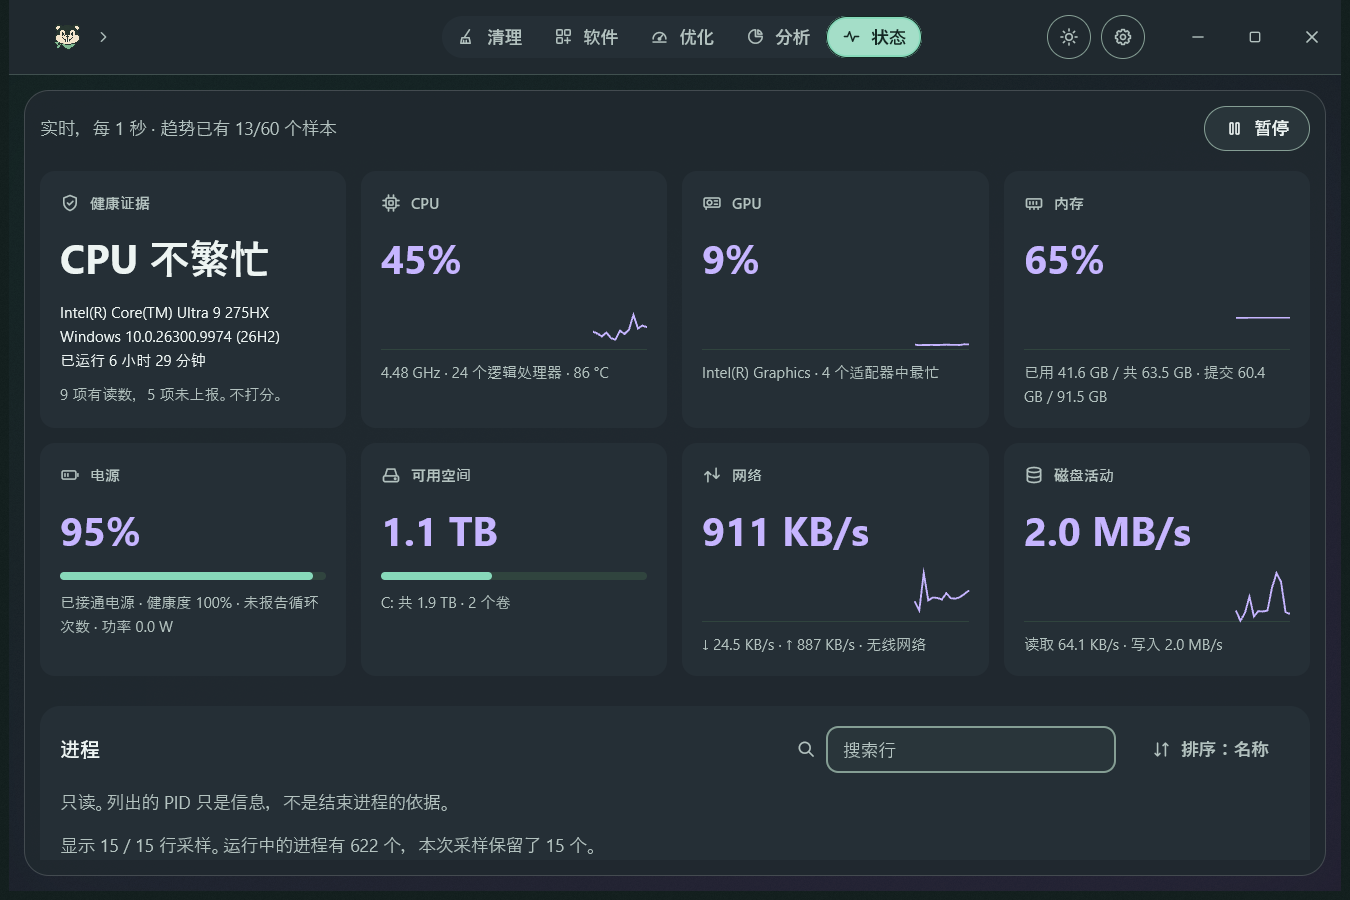 清理
软件
优化
分析
状态
实时，每 1 秒 · 趋势已有 13/60 个样本
暂停
健康证据
CPU 不繁忙
Intel(R) Core(TM) Ultra 9 275HX
Windows 10.0.26300.9974 (26H2)
已运行 6 小时 29 分钟
9 项有读数，5 项未上报。不打分。
CPU
45%
4.48 GHz · 24 个逻辑处理器 · 86 °C
GPU
9%
Intel(R) Graphics · 4 个适配器中最忙
内存
65%
已用 41.6 GB / 共 63.5 GB · 提交 60.4
GB / 91.5 GB
电源
95%
已接通电源 · 健康度 100% · 未报告循环
次数 · 功率 0.0 W
可用空间
1.1 TB
C: 共 1.9 TB · 2 个卷
网络
911 KB/s
↓ 24.5 KB/s · ↑ 887 KB/s · 无线网络
磁盘活动
2.0 MB/s
读取 64.1 KB/s · 写入 2.0 MB/s
进程
搜索行
排序：名称
只读。列出的 PID 只是信息，不是结束进程的依据。
显示 15 / 15 行采样。运行中的进程有 622 个，本次采样保留了 15 个。